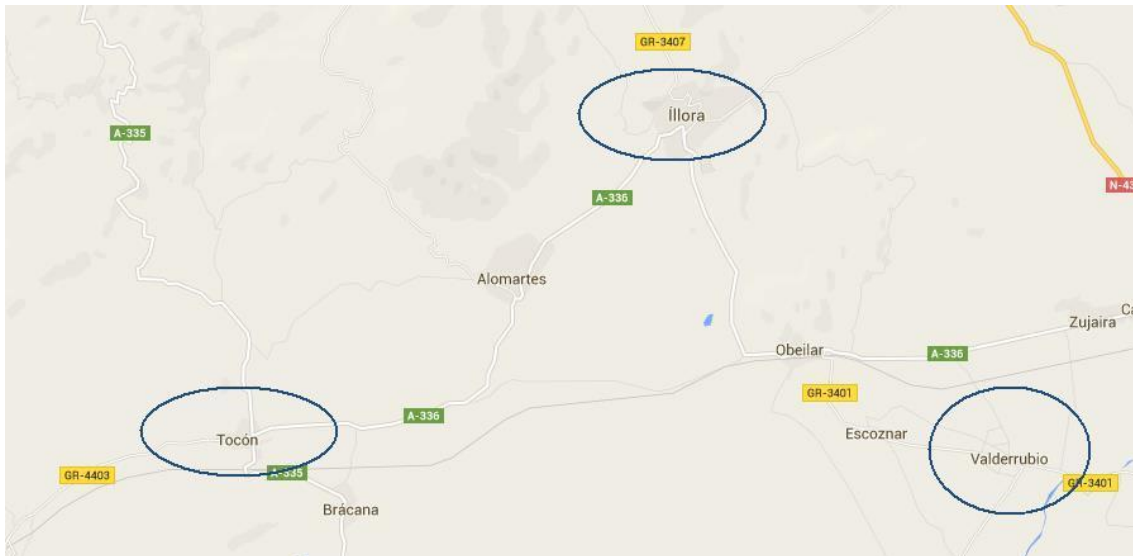 GR-3407
Íllora
A-335
N-43
A-336
Alomartes
Zujaira
Ca
Obeilar
A-336
GR-3401
A-336
Escoznar
Tocón
Valderrubio
GR-4403
A-335
GR-3401
Brácana